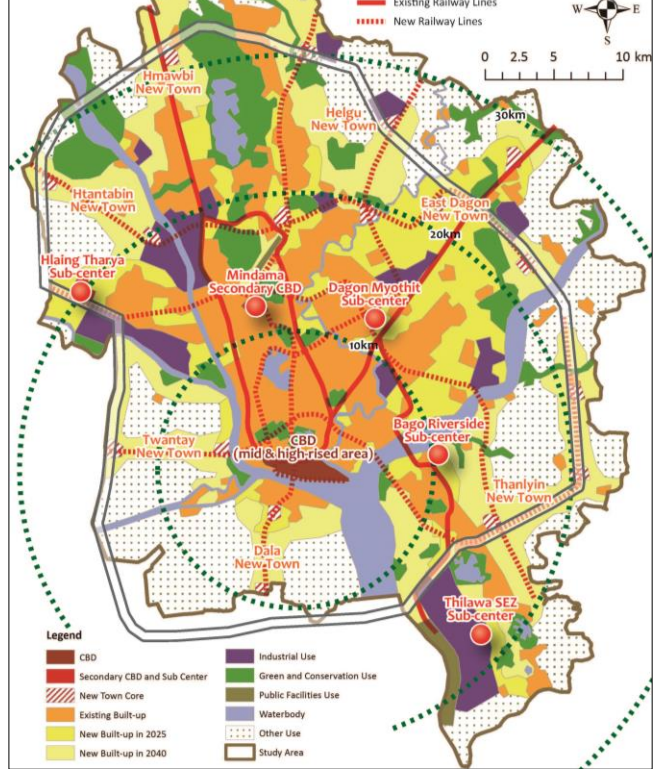 Existing Railway Lines
New Railway Lines
W
E
S
0 2.5 5 10 km
Hmawbi
New Town
Helgu
New Town
30km
Htantabin
New Town
East Dagon
New Town
20km
Hlaing Tharya
Sub-center
Mindama
Secondary CBD
Dagon Myothit
Sub-center
10km
Bago Riverside
Sub-center
CBD
(mid & high-rised area)
Twantay
New Town
Thanlyin
New Town
Dala
New Town
Thilawa SEZ
Sub-center
Legend
CBD
Secondary CBD and Sub Center
New Town Core
Existing Built-up
New Built-up in 2025
New Built-up in 2040
Industrial Use
Green and Conservation Use
Public Facilities Use
Waterbody
Other Use
Study Area